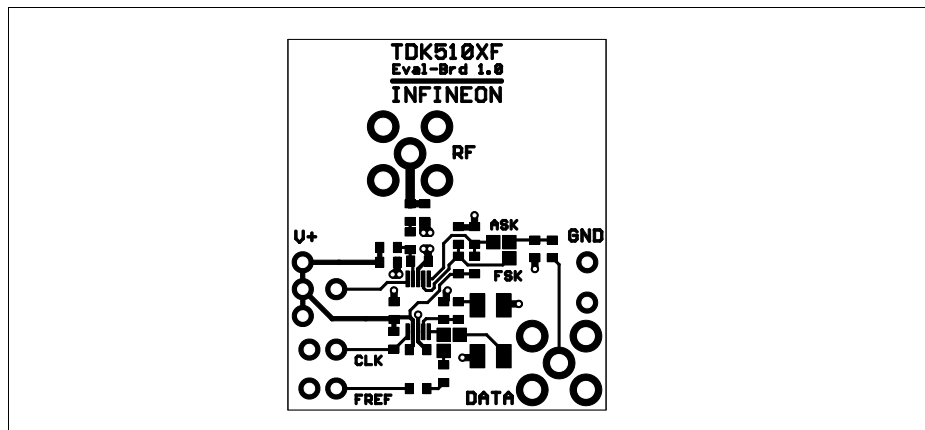 TDK510XF
Eval-Brd 1.0
INFINEON
RF
ASK
V+
GND
FSK
CLK
FREF
DATA